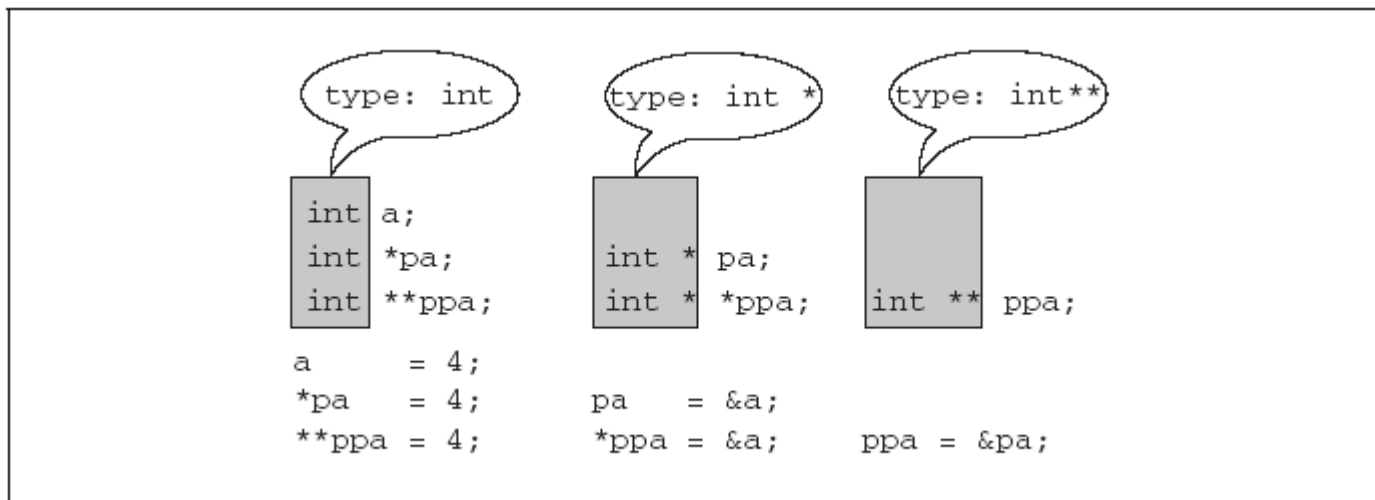 type: int
type: int *
type: int**
int a;
int *pa;
int * pa;
int **ppa;
int * *ppa;
int ** ppa;
a = 4;
*pa = 4;
pa = &a;
**ppa = 4;
*ppa = &a;
ppa = &pa;